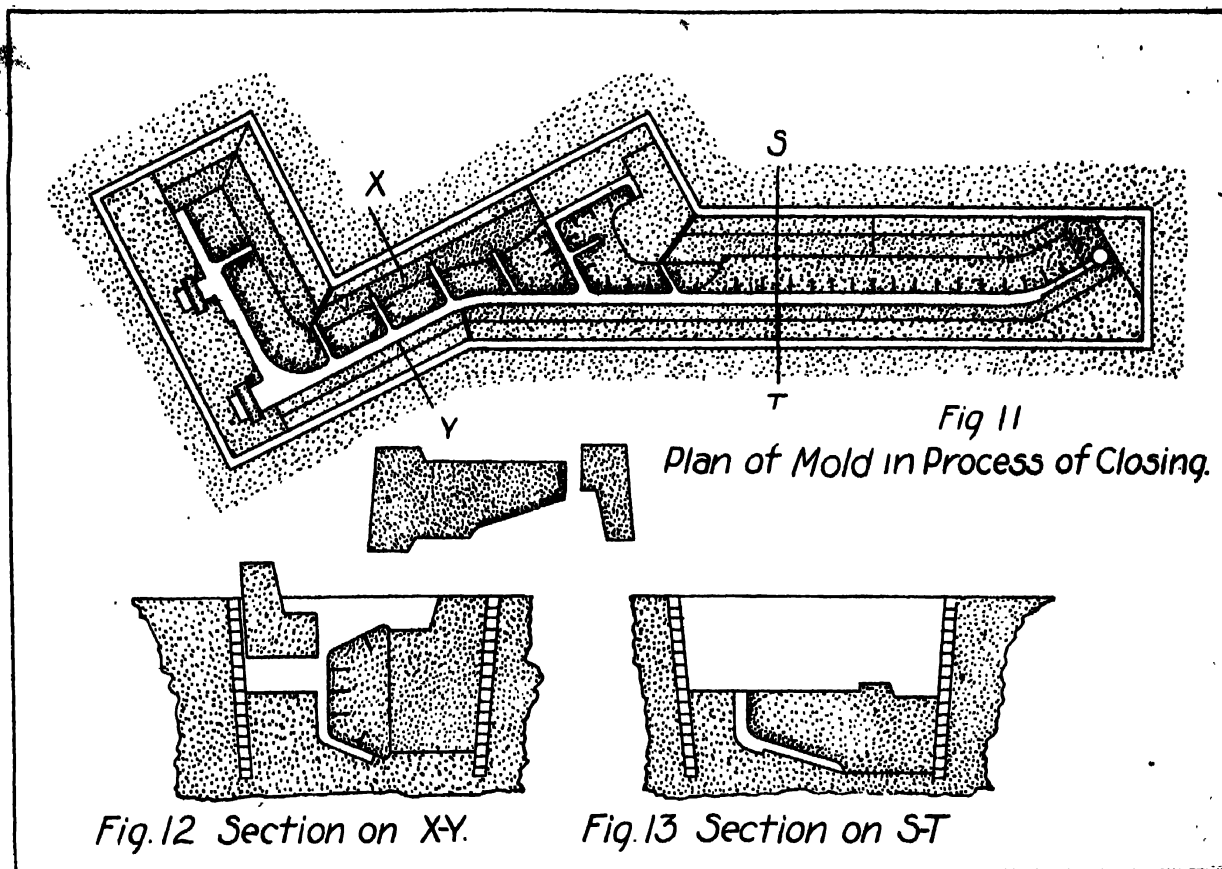 S
X
Y
T
Fig 11
Plan of Mold in Process of Closing.
Fig. 12 Section on X-Y.
Fig. 13 Section on S-T